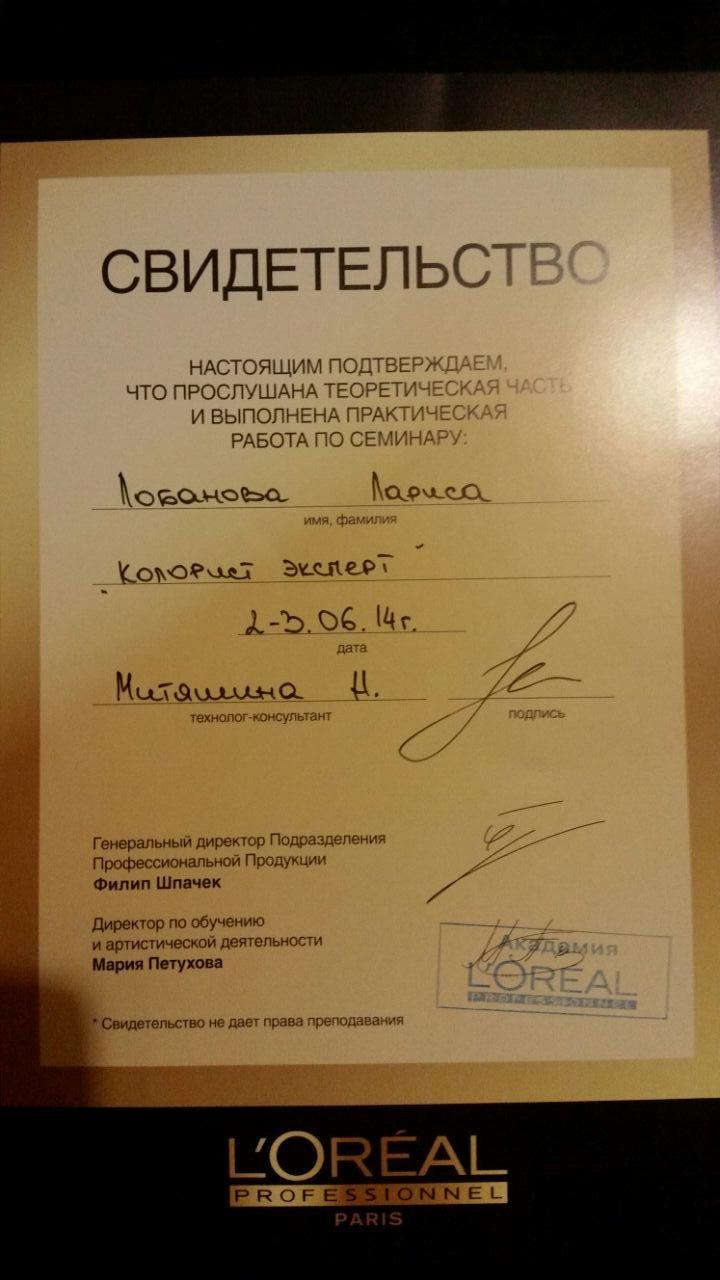 СВИДЕТЕЛЬСТВО
НАСТОЯЩИМ ПОДТВЕРЖДАЕМ,
ЧТО ПРОСЛУШАНА ТЕОРЕТИЧЕСКАЯ ЧАСТЬ
И ВЫПОЛНЕНА ПРАКТИЧЕСКАЯ
РАБОТА ПО СЕМИНАРУ:
Лобанова Лариса
имя, фамилия
"Колорист эксперт"
2-3.06.14г.
дата
Митяшина Н.
технолог-консультант
подпись
Генеральный директор Подразделения
Профессиональной Продукции
Филип Шпачек
Директор по обучению
и артистической деятельности
Мария Петухова
Академия
L'ORÉAL
PROFESSIONNEL
* Свидетельство не дает права преподавания
L'ORÉAL
PROFESSIONNEL
PARIS